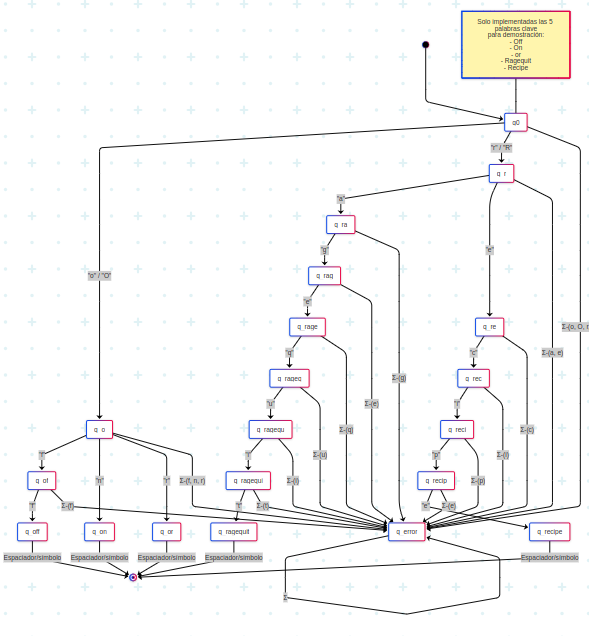 Solo implementadas las 5
palabras clave
para demostración:
- Off
- On
- or
- Ragequit
- Recipe
q0
"r" / "R"
q_r
"a"
q_ra
"g"
"e"
q_rag
"o" / "O"
"e"
q_rage
q_re
Σ-(o, O, r
"q"
"c"
Σ-(a, e)
q_rageq
q_rec
Σ-(g)
"u"
"i"
Σ-(e)
q_o
q_ragequ
q_reci
Σ-(q)
Σ-(c)
"f"
"i"
"p"
Σ-(u)
Σ-(i)
q_of
"n"
"r"
Σ-(f, n, r)
q_ragequi
Σ-(i)
q_recip
Σ-(p)
"f"
Σ-(f)
"t"
Σ-(t)
"e"
Σ-(e)
q_off
q_on
q_or
q_ragequit
q_error
q_recipe
Espaciador/símbolo
Espaciador/símbolo
Espaciador/símbolo
Espaciador/símbolo
Espaciador/símbolo
Σ